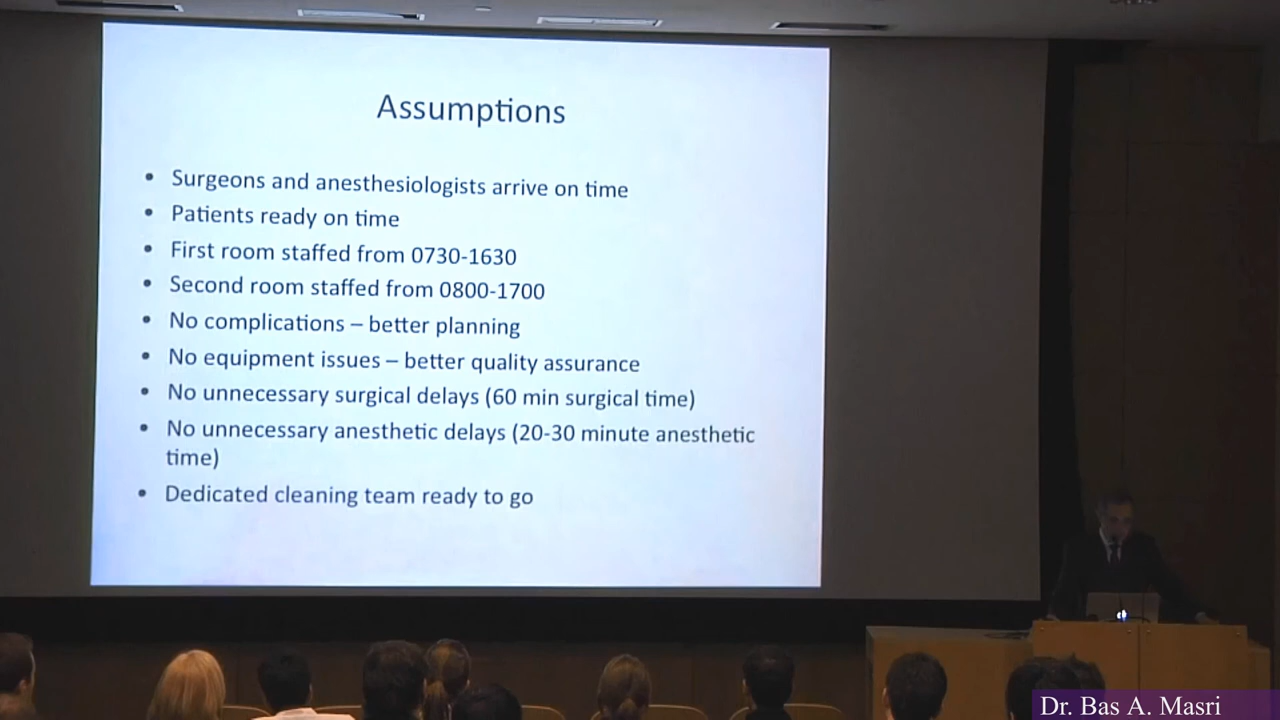 Assumptions
• Surgeons and anesthesiologists arrive on time
• Patients ready on time
• First room staffed from 0730-1630
• Second room staffed from 0800-1700
• No complications – better planning
• No equipment issues – better quality assurance
• No unnecessary surgical delays (60 min surgical time)
• No unnecessary anesthetic delays (20-30 minute anesthetic
time)
• Dedicated cleaning team ready to go
Dr. Bas A. Masri